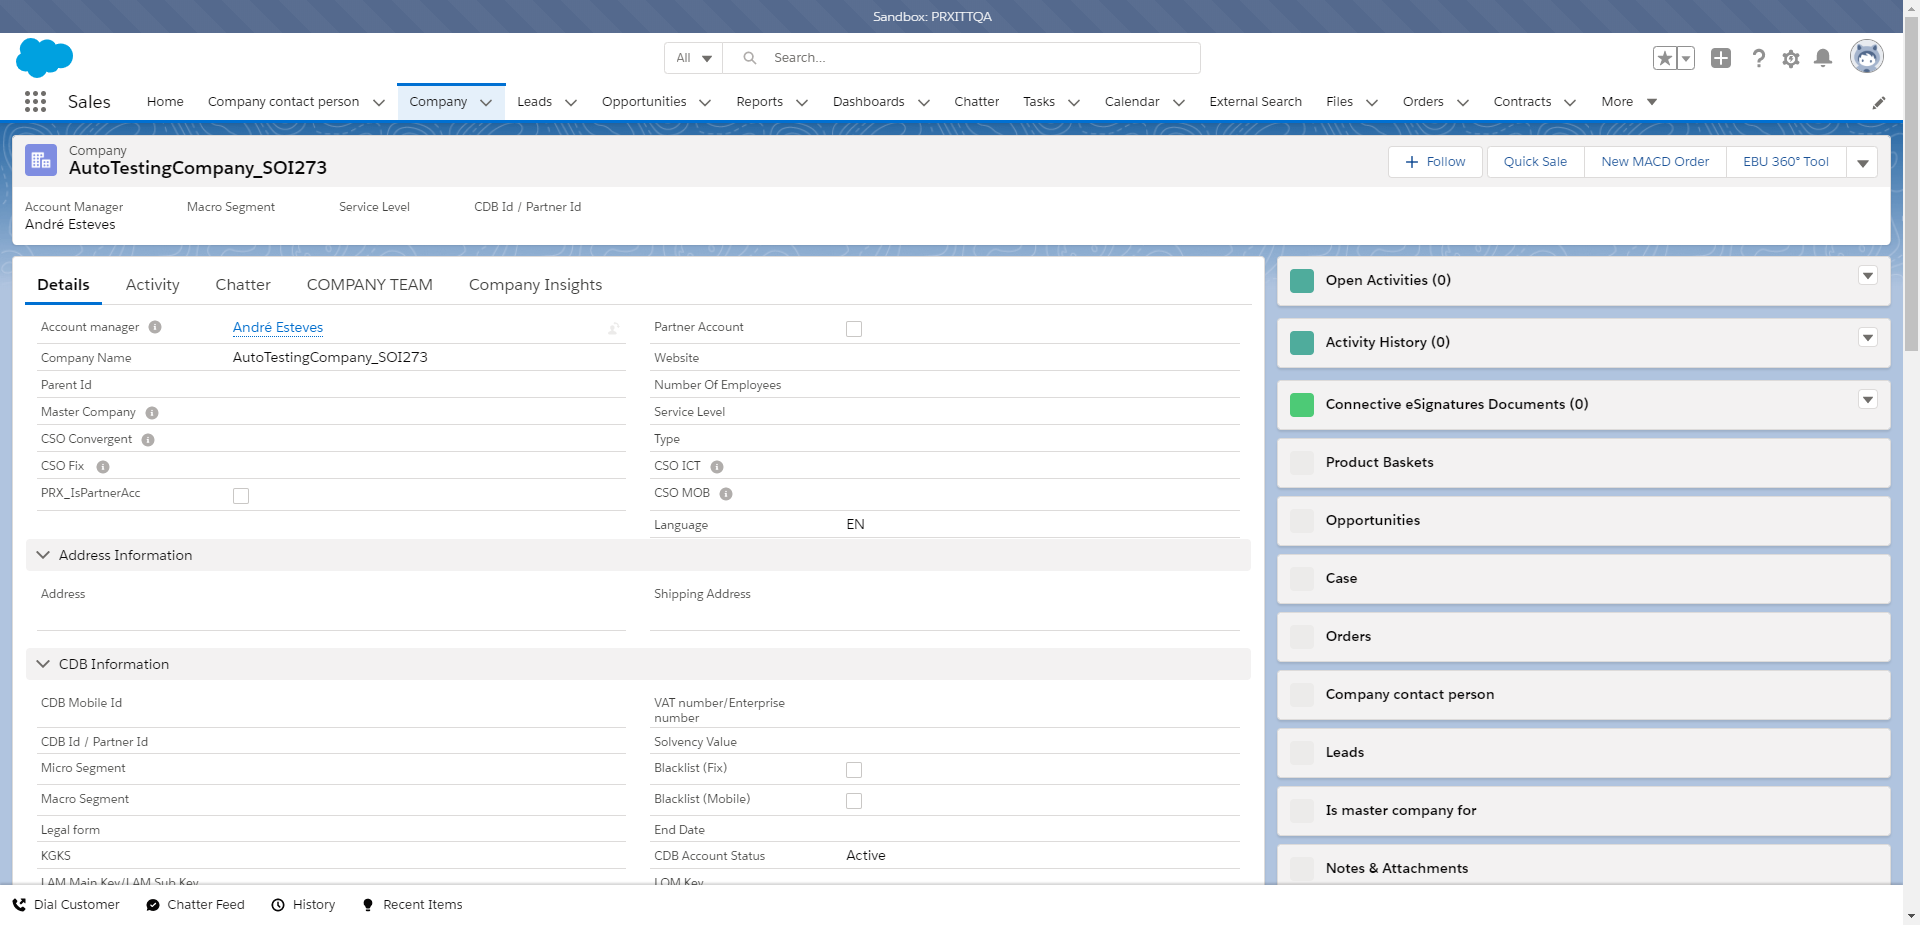 Sandbox: PRXITTQA
All
Search...
Sales
Home
Company contact person
Company
Leads
Opportunities
Reports
Dashboards
Chatter
Tasks
Calendar
External Search
Files
Orders
Contracts
More
Company
AutoTestingCompany_SOI273
Follow
Quick Sale
New MACD Order
EBU 360° Tool
Account Manager
Macro Segment
Service Level
CDB Id / Partner Id
André Esteves
Details
Activity
Chatter
COMPANY TEAM
Company Insights
Account manager
André Esteves
Partner Account
Company Name
AutoTestingCompany_SOI273
Website
Parent Id
Number Of Employees
Master Company
Service Level
CSO Convergent
Type
CSO Fix
CSO ICT
PRX_IsPartnerAcc
CSO MOB
Language
EN
Address Information
Address
Shipping Address
CDB Information
CDB Mobile Id
VAT number/Enterprise
number
CDB Id / Partner Id
Solvency Value
Micro Segment
Blacklist (Fix)
Macro Segment
Blacklist (Mobile)
Legal form
End Date
KGKS
CDB Account Status
Active
LAM Main Key/LAM Sub Key
LOM Key
Open Activities (0)
Activity History (0)
Connective eSignatures Documents (0)
Product Baskets
Opportunities
Case
Orders
Company contact person
Leads
Is master company for
Notes & Attachments
Dial Customer
Chatter Feed
History
Recent Items